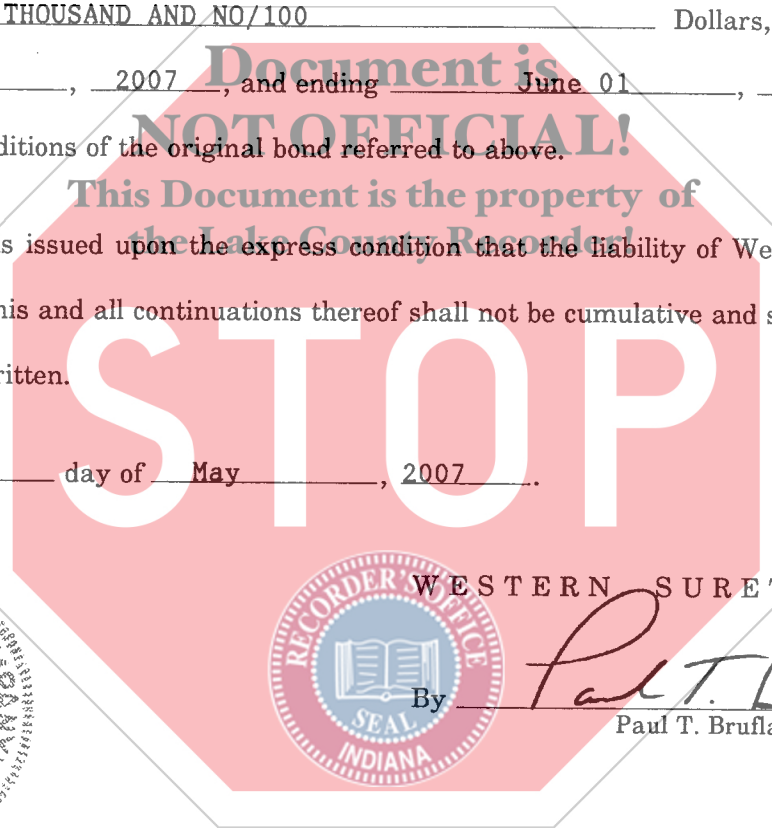 THOUSAND AND NO/100 Dollars,
Document is
, 2007 , and ending June 01 ,
NOT OFFICIAL!
ditions of the original bond referred to above.
This Document is the property of
the Lake County Recorder!
s issued upon the express condition that the liability of We
his and all continuations thereof shall not be cumulative and s
ritten.
STOP
day of May , 2007 .
RECORDER'S OFFICE
SEAL
INDIANA
WESTERN SURE
By Paul T.
Paul T. Brufla